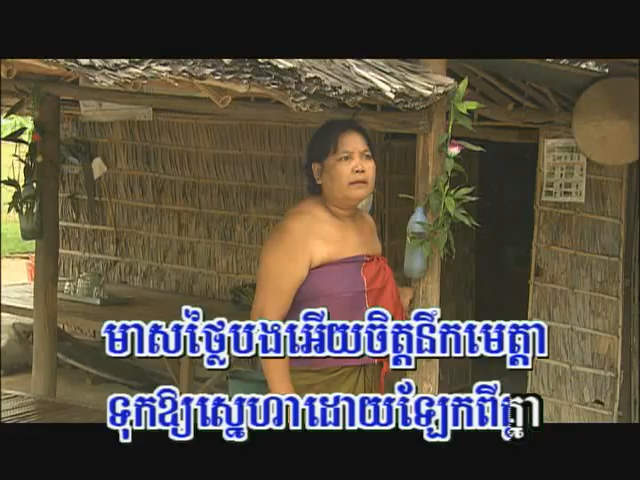 មាសថ្លៃបងអើយចិត្តនឹកមេត្តា
ទុកឱ្យស្នេហាដោយឡែកពីគ្នា